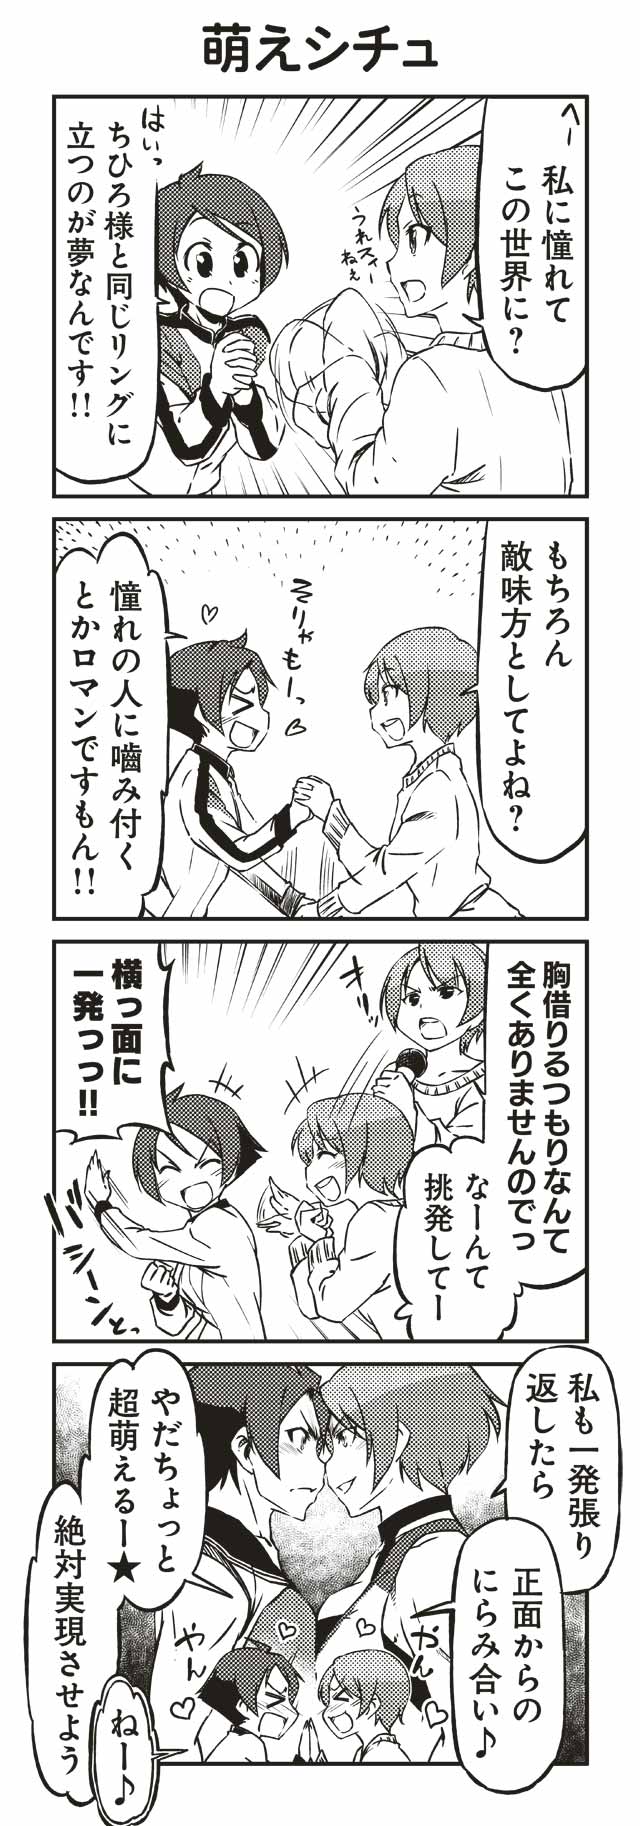 萌えシチュ
へー
私に憧れて
この世界に?
うれスィー
ねぇ
はいっ
ちひろ様と同じリングに
立つのが夢なんです!!
もちろん
敵味方としてよね?
そりゃ
もーっ
憧れの人に嚙み付く
とかロマンですもん!!
胸借りるつもりなんて
全くありませんのでっ
キッ
なーんて
挑発してー
横っ面に
一発っっ!!
バシーンとっ
私も一発張り
返したら
正面からの
にらみ合い♪
やん
やん
やだちょっと
超萌えるー★
絶対実現させよう
ねー♪